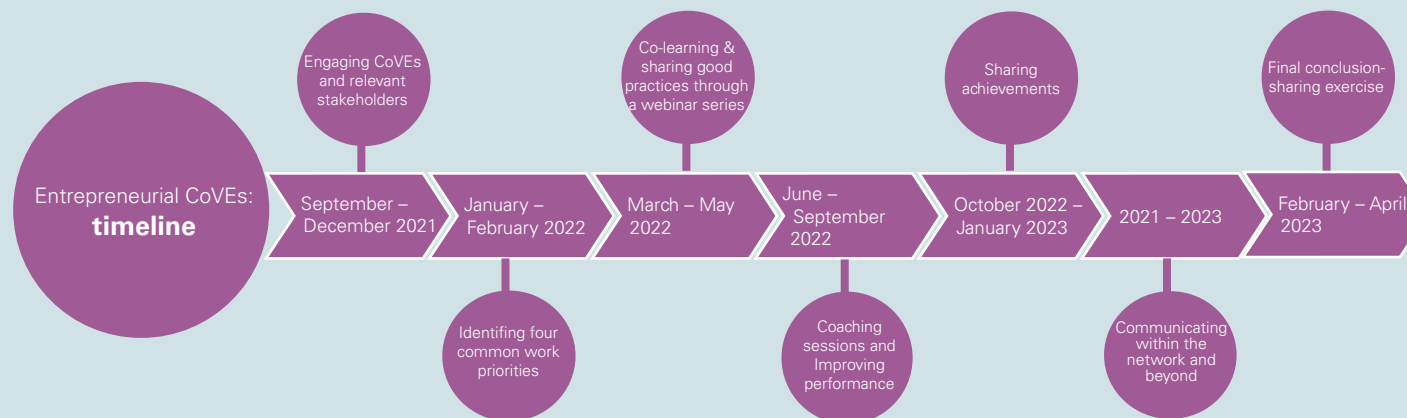 Entrepreneurial CoVEs:
timeline
Engaging CoVEs
and relevant
stakeholders
September –
December 2021
January –
February 2022
Identifing four
common work
priorities
Co-learning &
sharing good
practices through
a webinar series
March – May
2022
June –
September
2022
Coaching
sessions and
Improving
performance
Sharing
achievements
October 2022 –
January 2023
2021 – 2023
Communicating
within the
network and
beyond
Final conclusion-
sharing exercise
February – April
2023